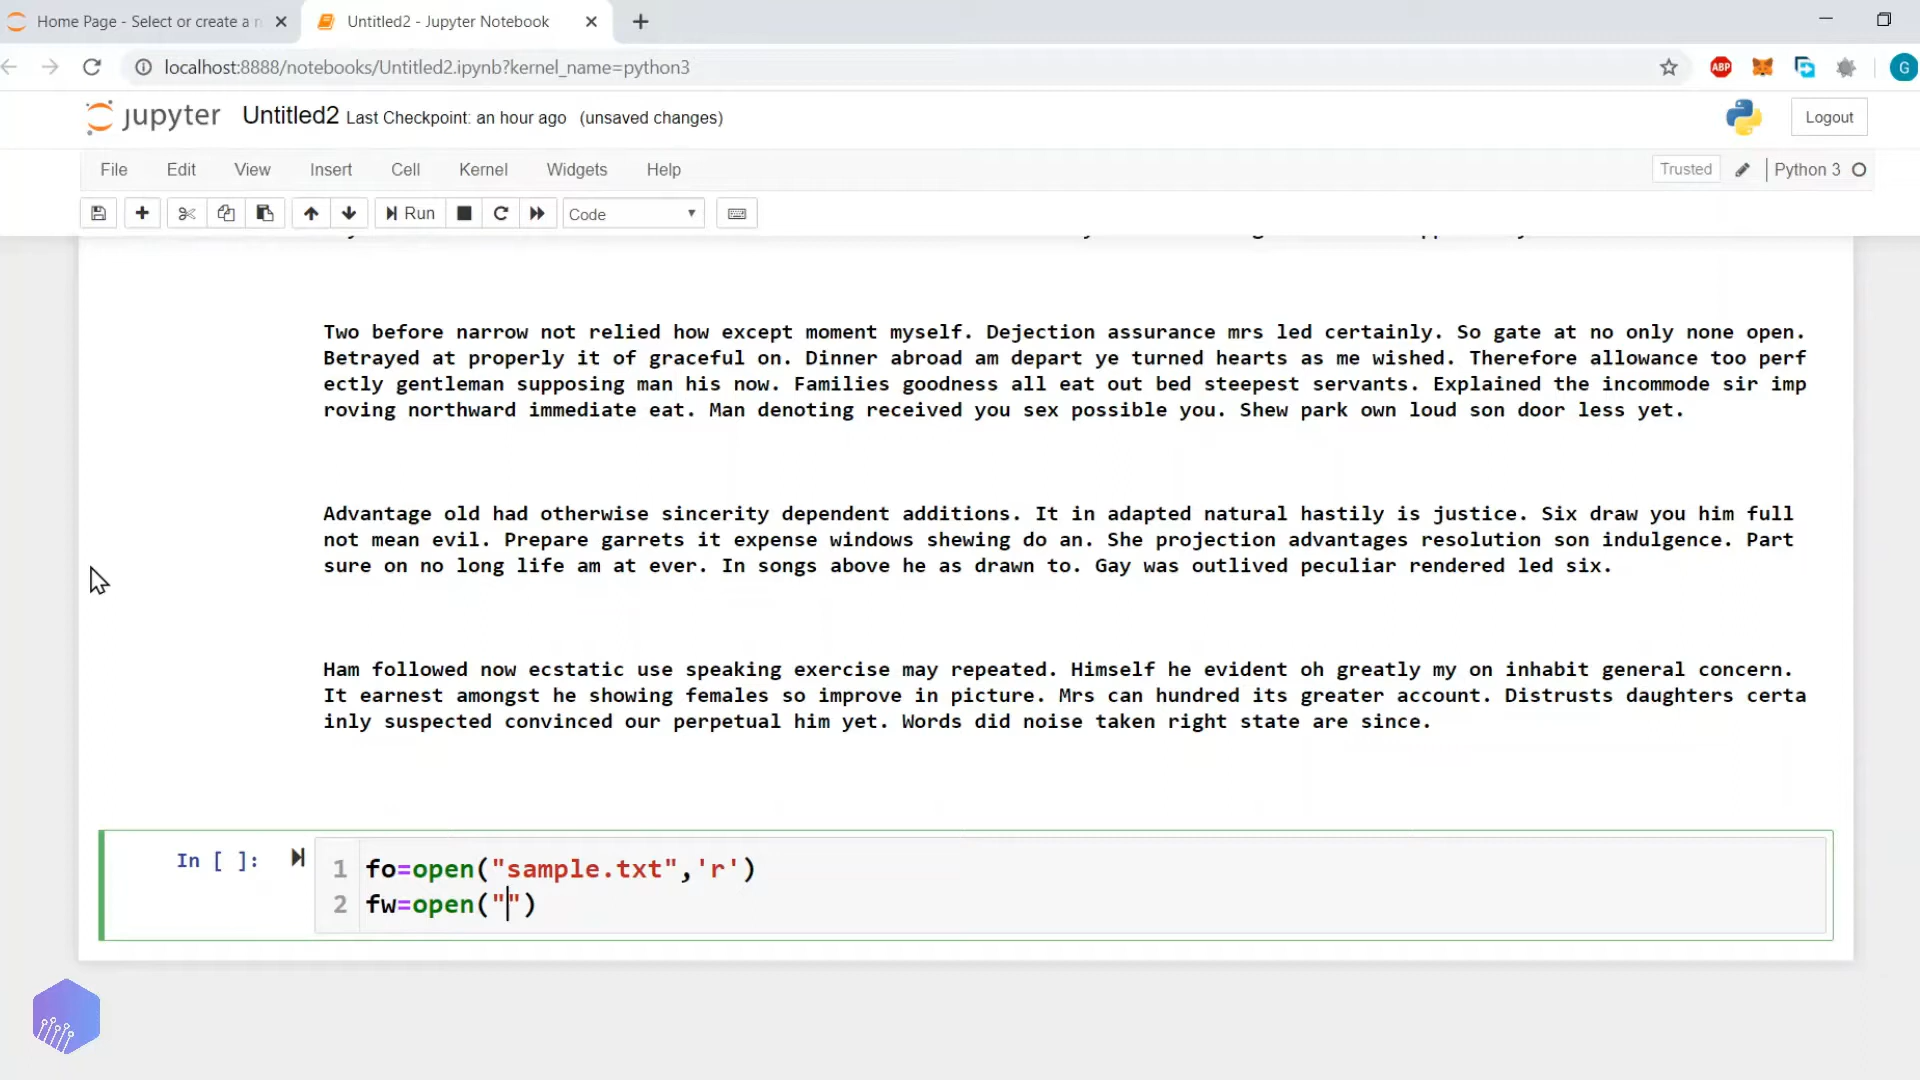 Home Page - Select or create a n
Untitled2 - Jupyter Notebook
localhost:8888/notebooks/Untitled2.ipynb?kernel_name=python3
ABP
G
jupyter Untitled2 Last Checkpoint: an hour ago (unsaved changes)
Logout
File Edit View Insert Cell Kernel Widgets Help
Trusted
Python 3
Run
Code
Two before narrow not relied how except moment myself. Dejection assurance mrs led certainly. So gate at no only none open.
Betrayed at properly it of graceful on. Dinner abroad am depart ye turned hearts as me wished. Therefore allowance too perf
ectly gentleman supposing man his now. Families goodness all eat out bed steepest servants. Explained the incommode sir imp
roving northward immediate eat. Man denoting received you sex possible you. Shew park own loud son door less yet.
Advantage old had otherwise sincerity dependent additions. It in adapted natural hastily is justice. Six draw you him full
not mean evil. Prepare garrets it expense windows shewing do an. She projection advantages resolution son indulgence. Part
sure on no long life am at ever. In songs above he as drawn to. Gay was outlived peculiar rendered led six.
Ham followed now ecstatic use speaking exercise may repeated. Himself he evident oh greatly my on inhabit general concern.
It earnest amongst he showing females so improve in picture. Mrs can hundred its greater account. Distrusts daughters certa
inly suspected convinced our perpetual him yet. Words did noise taken right state are since.
In [ ]:
1 fo=open("sample.txt",'r')
2 fw=open("")